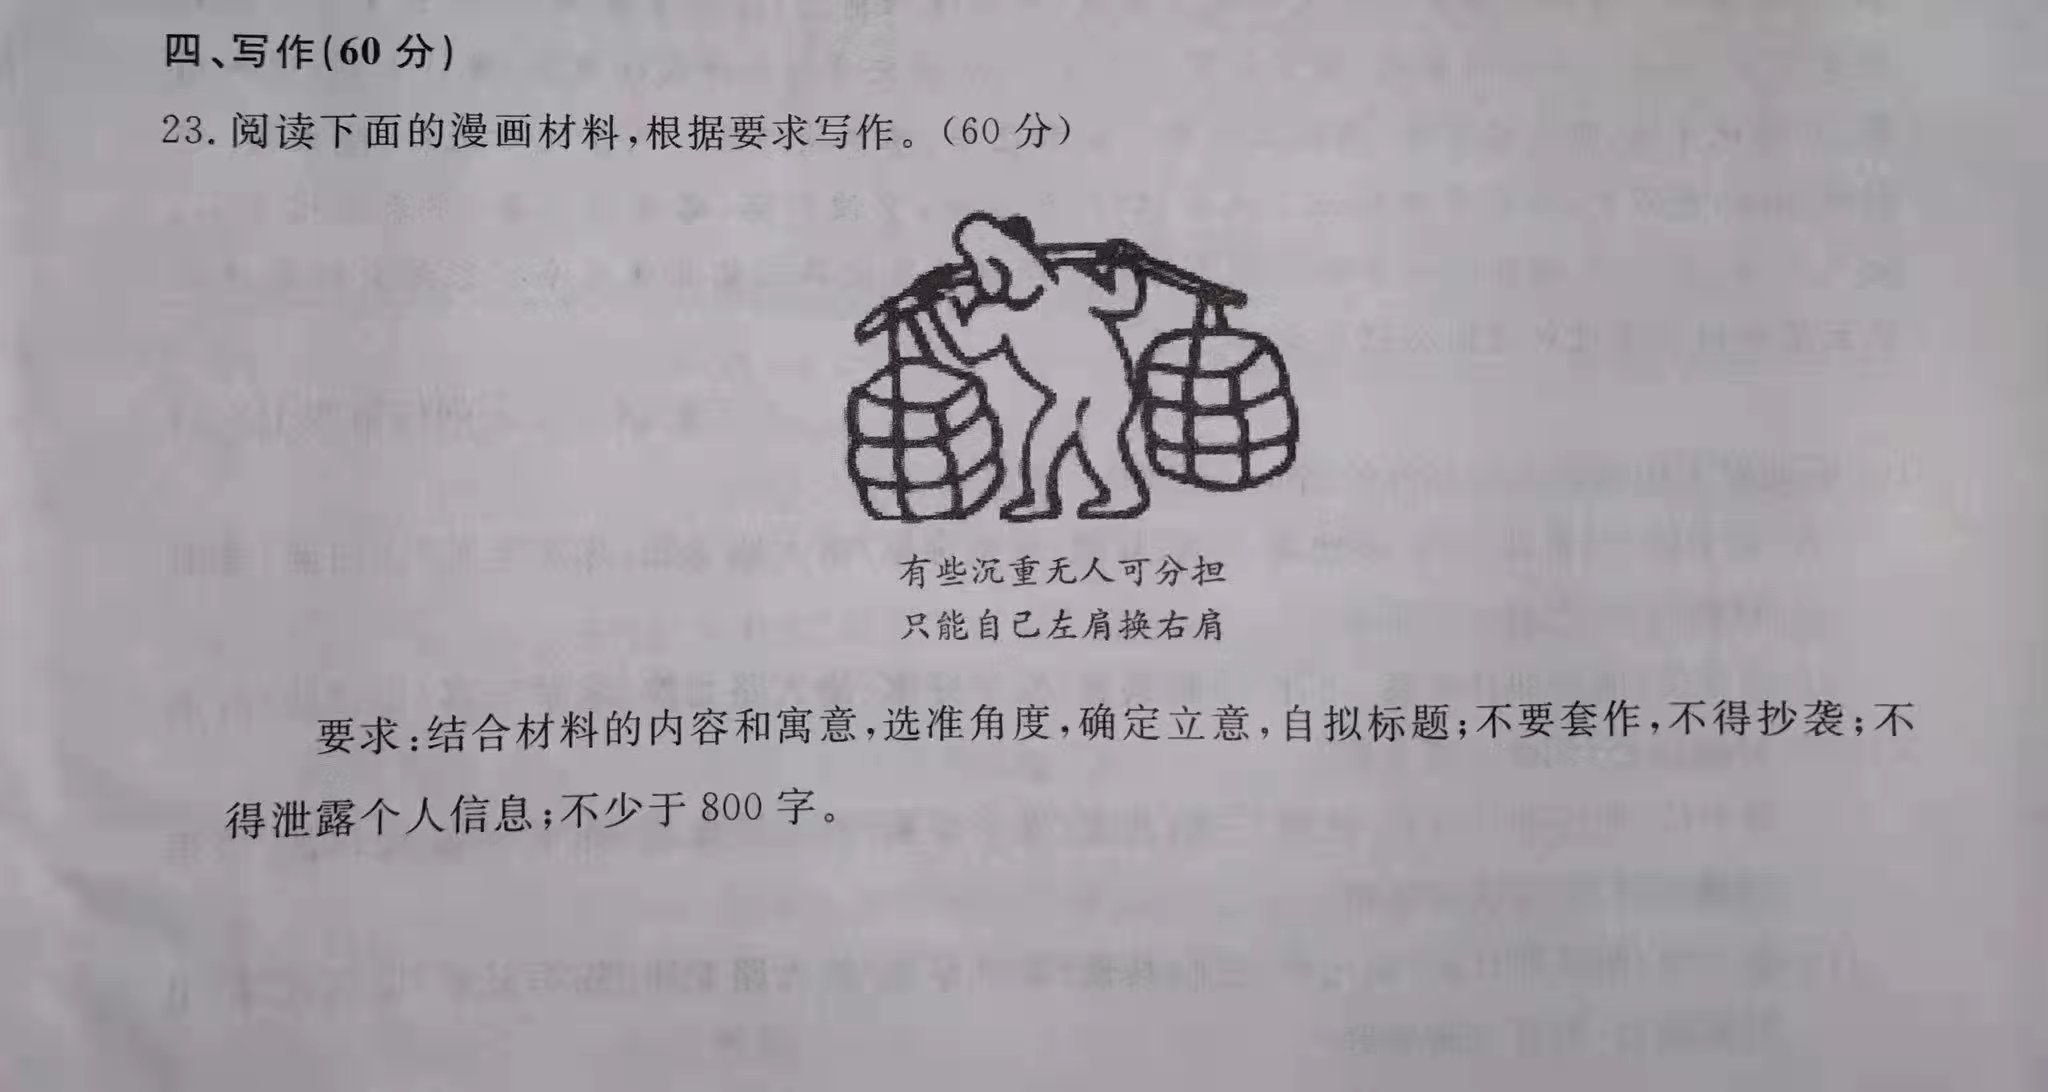 四、写作(60 分)
23. 阅读下面的漫画材料,根据要求写作。(60 分)
有些沉重无人可分担
只能自己左肩换右肩
要求:结合材料的内容和寓意,选准角度,确定立意,自拟标题;不要套作,不得抄袭;不
得泄露个人信息;不少于 800 字。